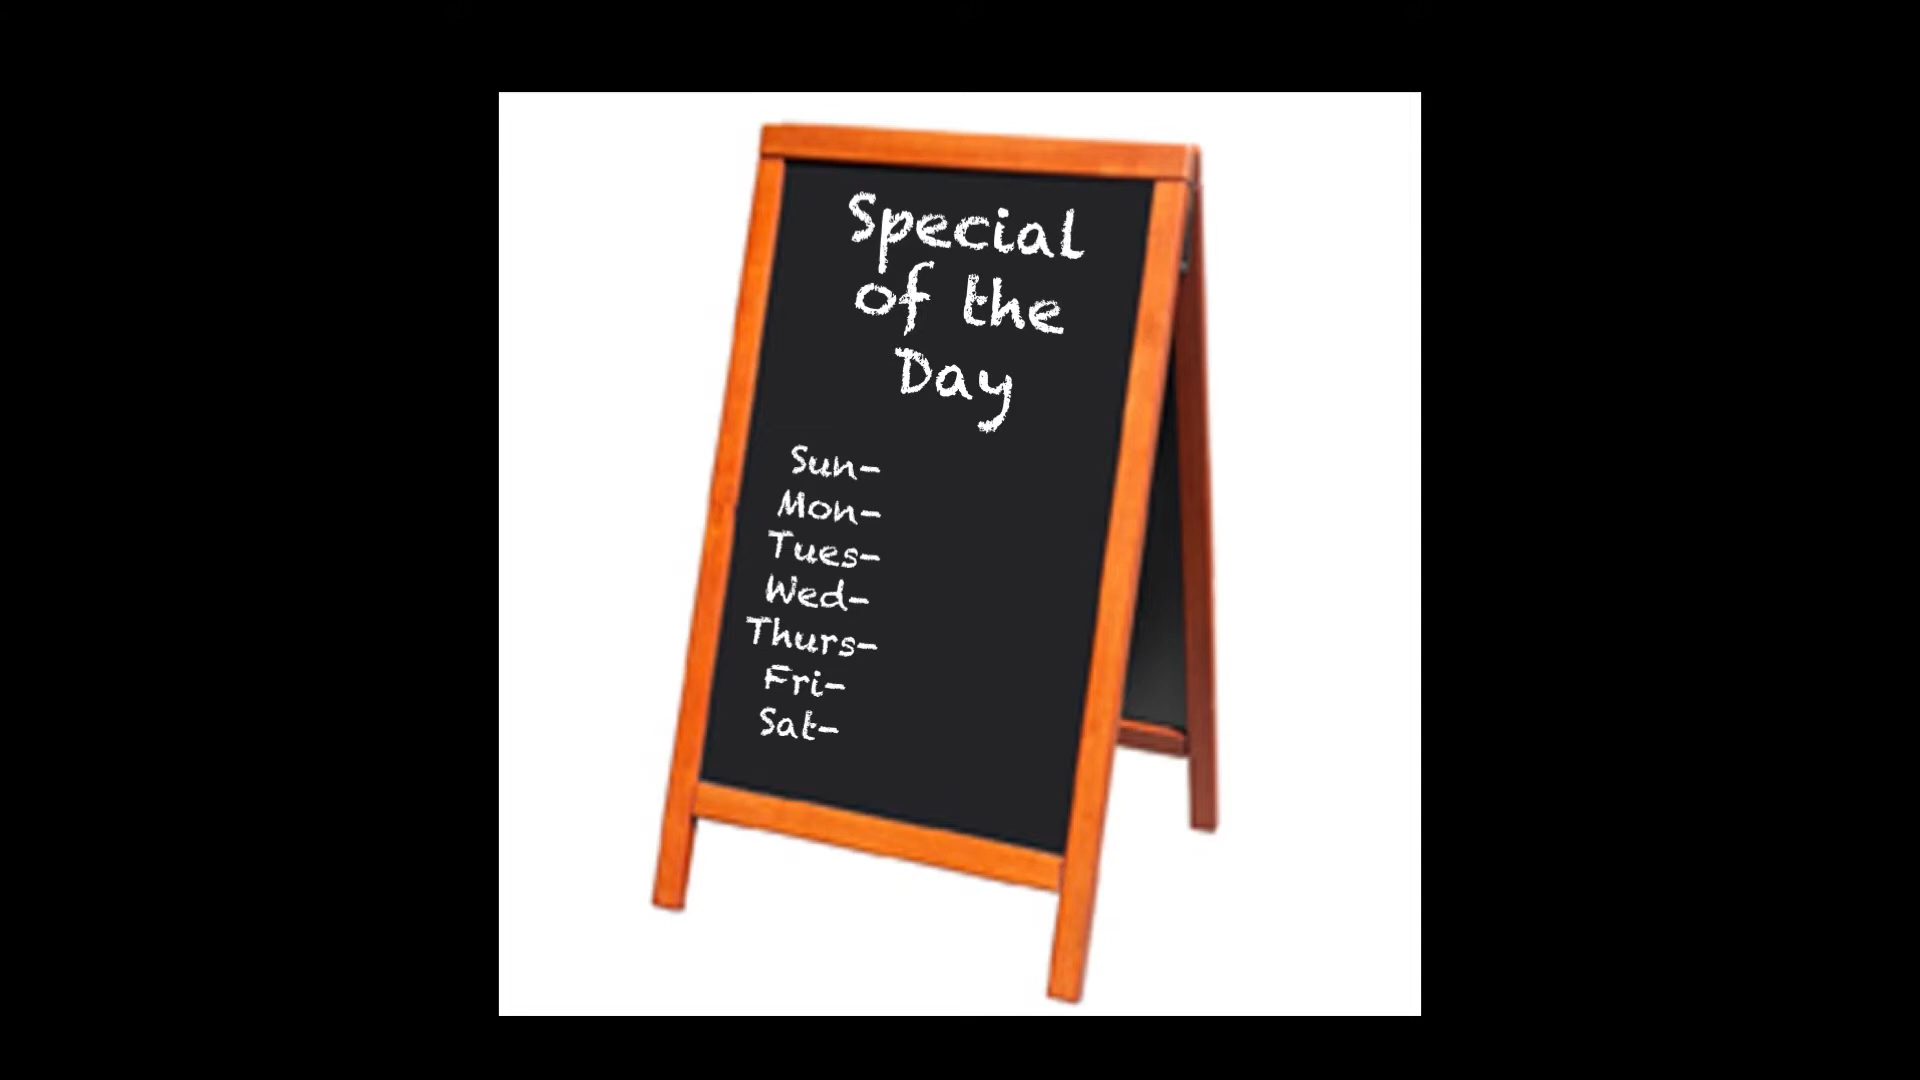 Special
of the
Day
Sun-
Mon-
Tues-
Wed-
Thurs-
Fri-
Sat-